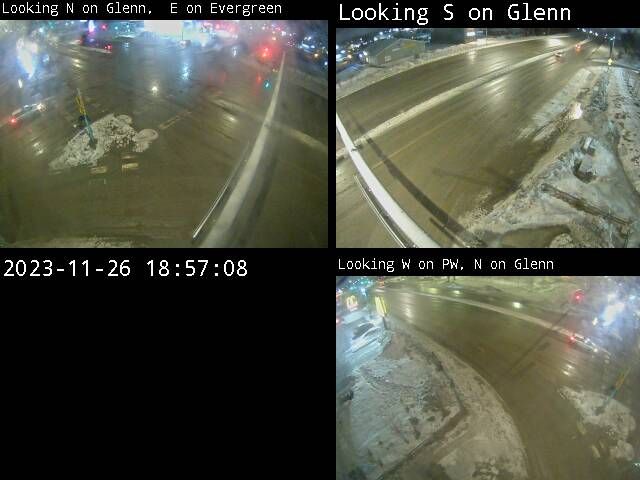 Looking N on Glenn,  E on Evergreen
Looking S on Glenn
2023-11-26 18:57:08
Looking W on PW, N on Glenn